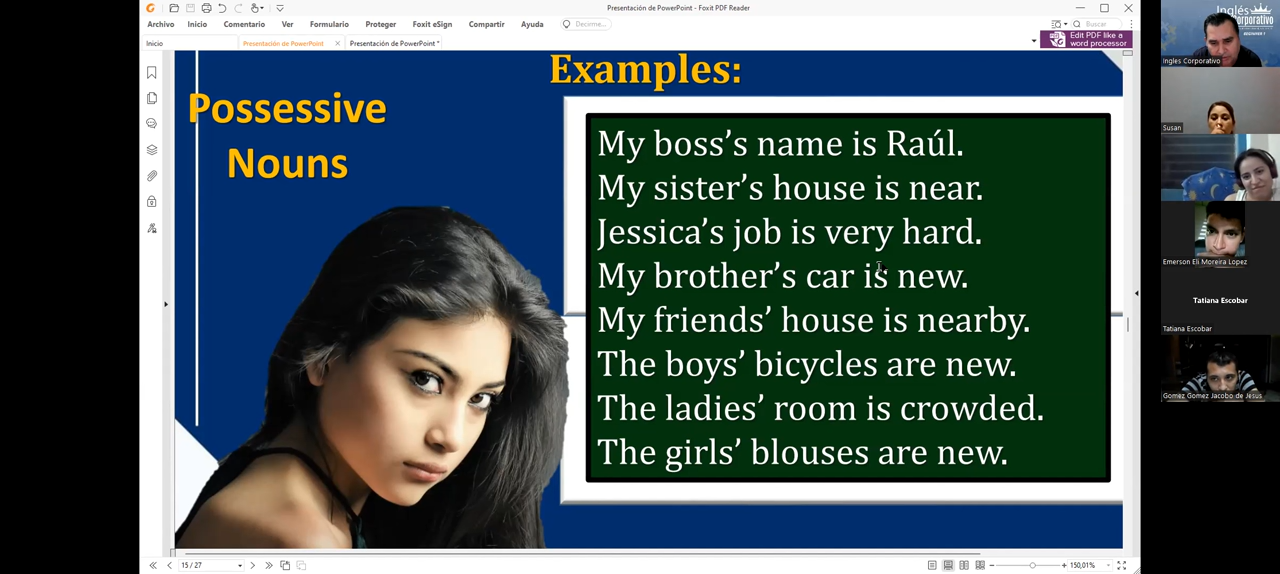 Presentación de PowerPoint - Foxit PDF Reader
Archivo Inicio Comentario Ver Formulario Proteger Foxit eSign Compartir Ayuda Decirme... Buscar
Inicio Presentación de PowerPoint Presentación de PowerPoint *
Edit PDF like a
word processor
Examples:
Possessive
Nouns
My boss’s name is Raúl.
My sister’s house is near.
Jessica’s job is very hard.
My brother’s car is new.
My friends’ house is nearby.
The boys’ bicycles are new.
The ladies’ room is crowded.
The girls’ blouses are new.
15 / 27
150,01%
Inglés
Corporativo
BEGINNER 1
Ingles Corporativo
Susan
Emerson Eli Moreira Lopez
Tatiana Escobar
Tatiana Escobar
Gomez Gomez Jacobo de Jesus